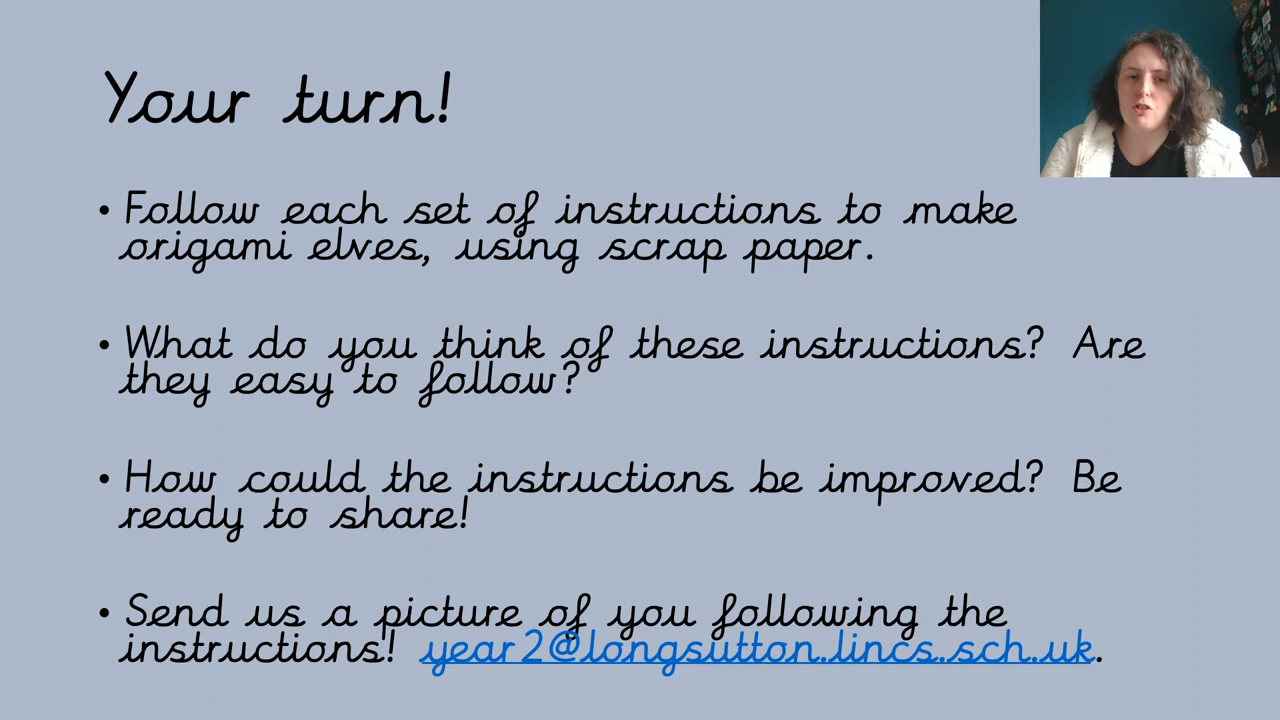 Your turn!
• Follow each set of instructions to make
origami elves, using scrap paper.
• What do you think of these instructions? Are
they easy to follow?
• How could the instructions be improved? Be
ready to share!
• Send us a picture of you following the
instructions! year2@longsutton.lincs.sch.uk.